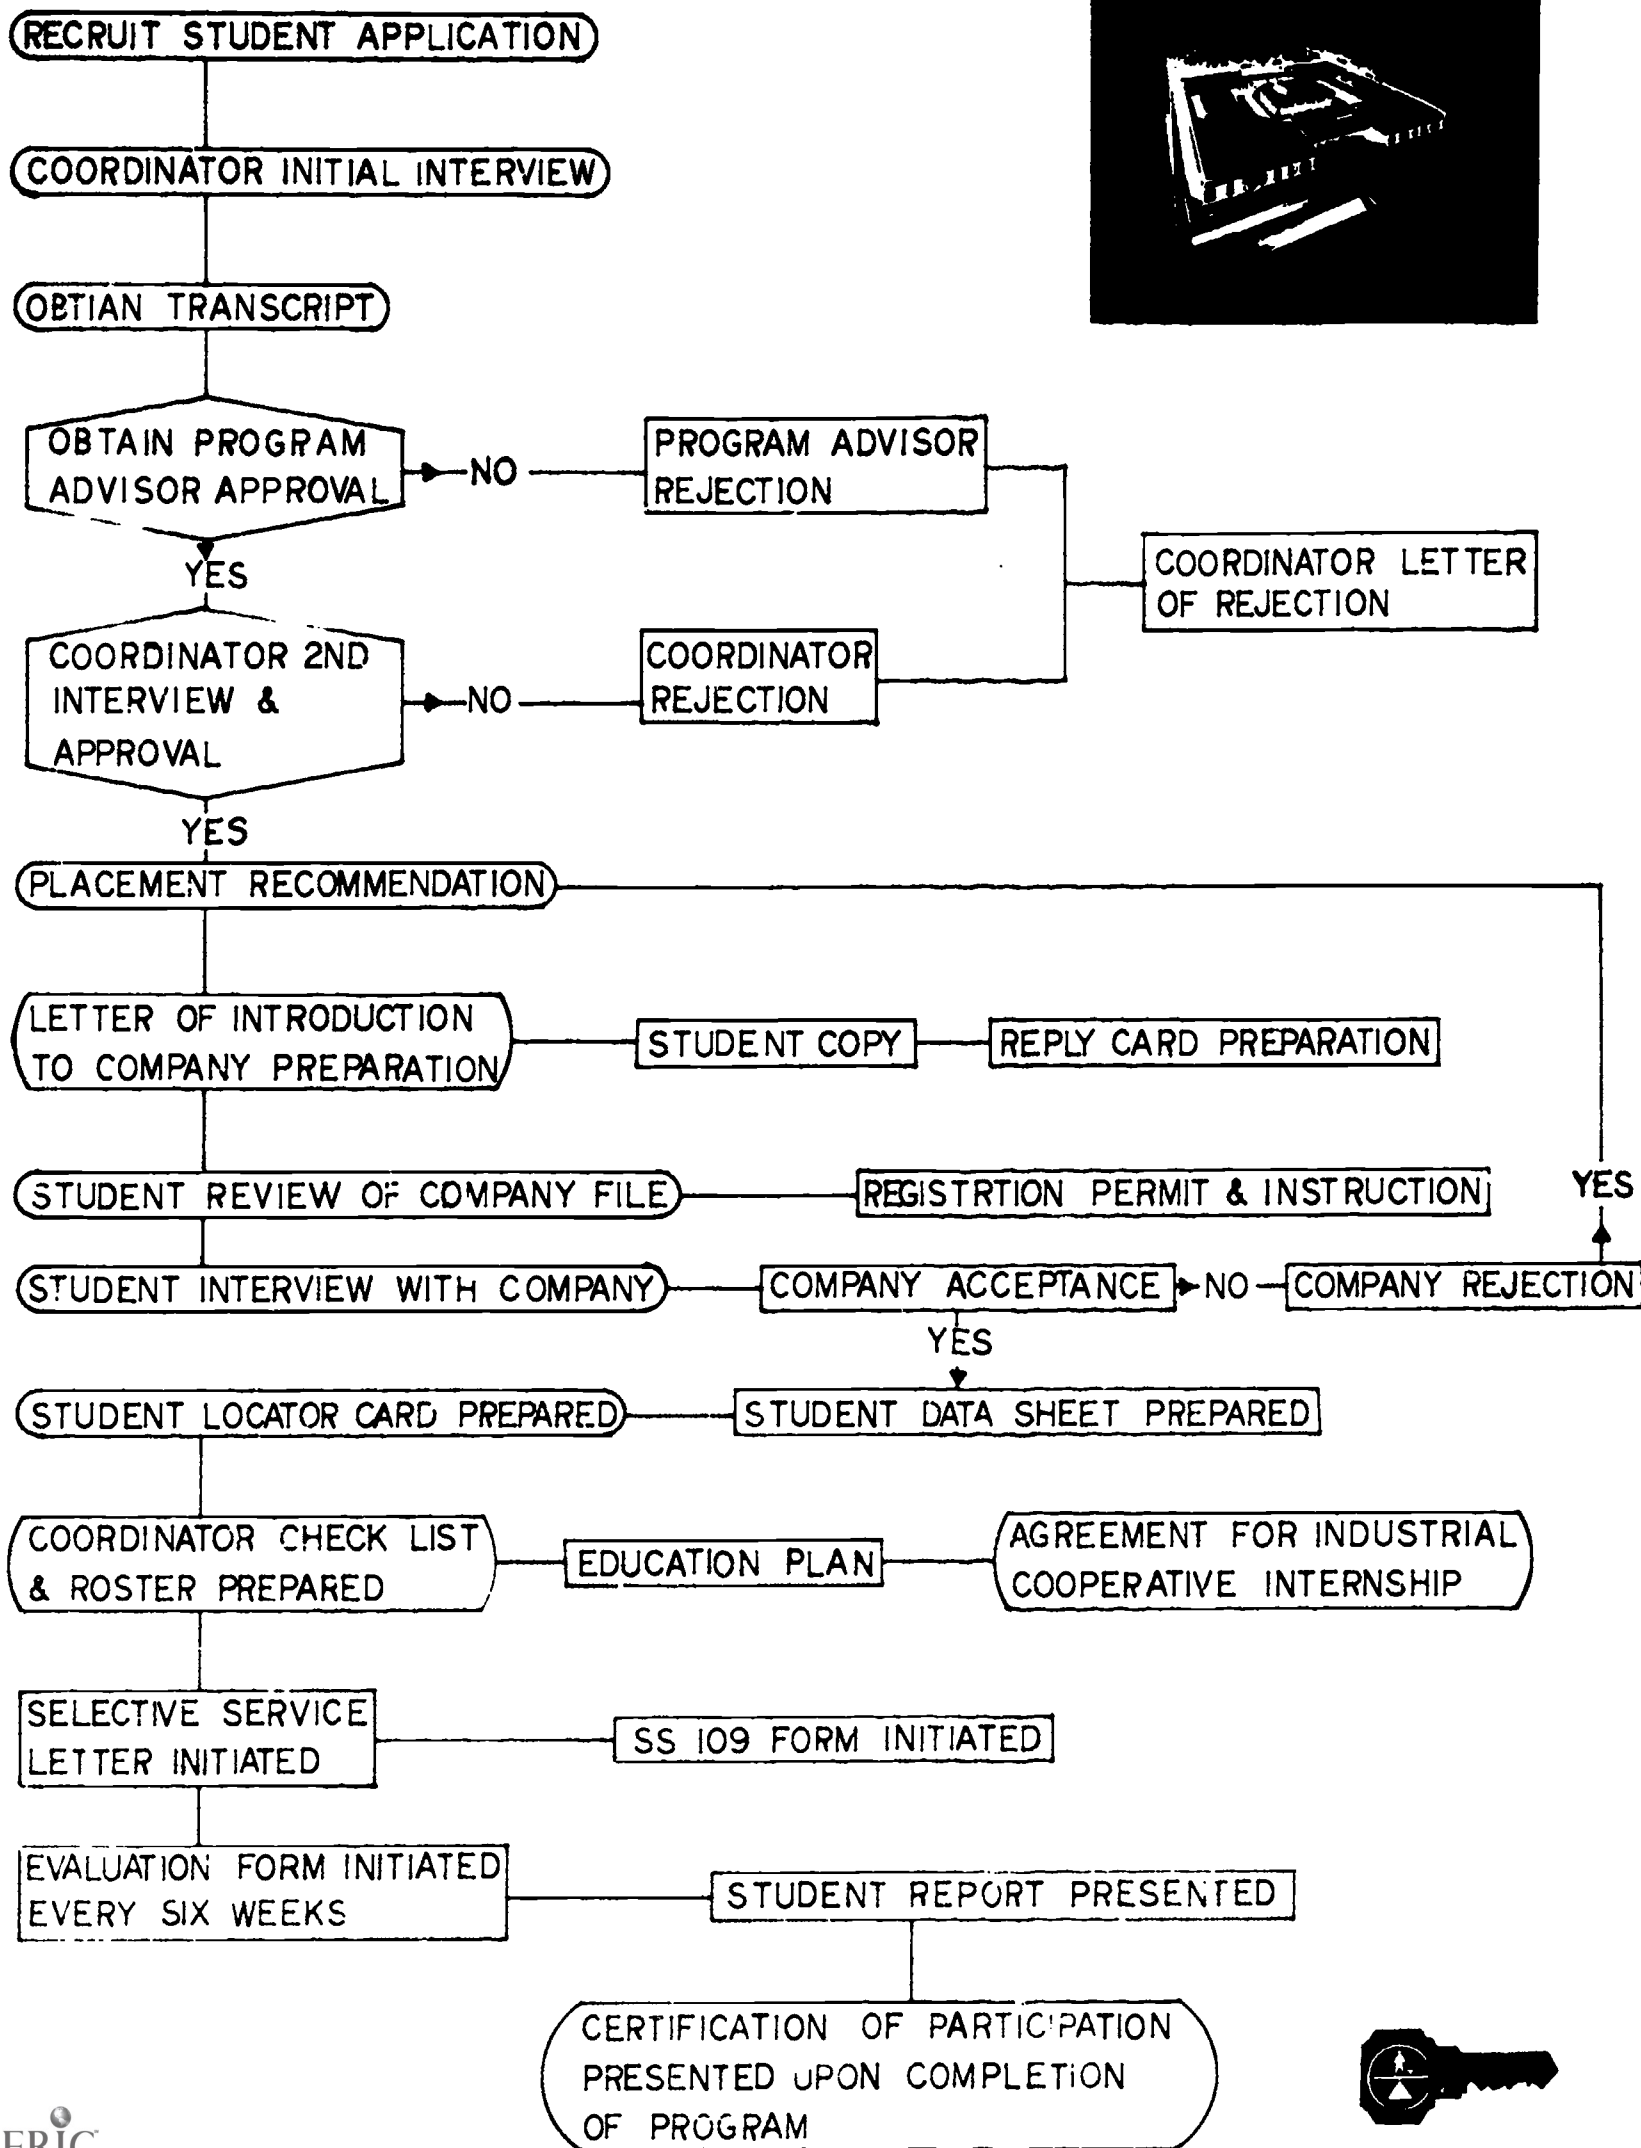 RECRUIT STUDENT APPLICATION
COORDINATOR INITIAL INTERVIEW
OBTIAN TRANSCRIPT
OBTAIN PROGRAM
ADVISOR APPROVAL
NO
PROGRAM ADVISOR
REJECTION
YES
COORDINATOR LETTER
OF REJECTION
COORDINATOR 2ND
INTERVIEW &
APPROVAL
NO
COORDINATOR
REJECTION
YES
PLACEMENT RECOMMENDATION
LETTER OF INTRODUCTION
TO COMPANY PREPARATION
STUDENT COPY
REPLY CARD PREPARATION
STUDENT REVIEW OF COMPANY FILE
REGISTRTION PERMIT & INSTRUCTION
YES
STUDENT INTERVIEW WITH COMPANY
COMPANY ACCEPTANCE
NO
COMPANY REJECTION
YES
STUDENT LOCATOR CARD PREPARED
STUDENT DATA SHEET PREPARED
COORDINATOR CHECK LIST
& ROSTER PREPARED
EDUCATION PLAN
AGREEMENT FOR INDUSTRIAL
COOPERATIVE INTERNSHIP
SELECTIVE SERVICE
LETTER INITIATED
SS 109 FORM INITIATED
EVALUATION FORM INITIATED
EVERY SIX WEEKS
STUDENT REPORT PRESENTED
CERTIFICATION OF PARTICIPATION
PRESENTED UPON COMPLETION
OF PROGRAM
ERIC